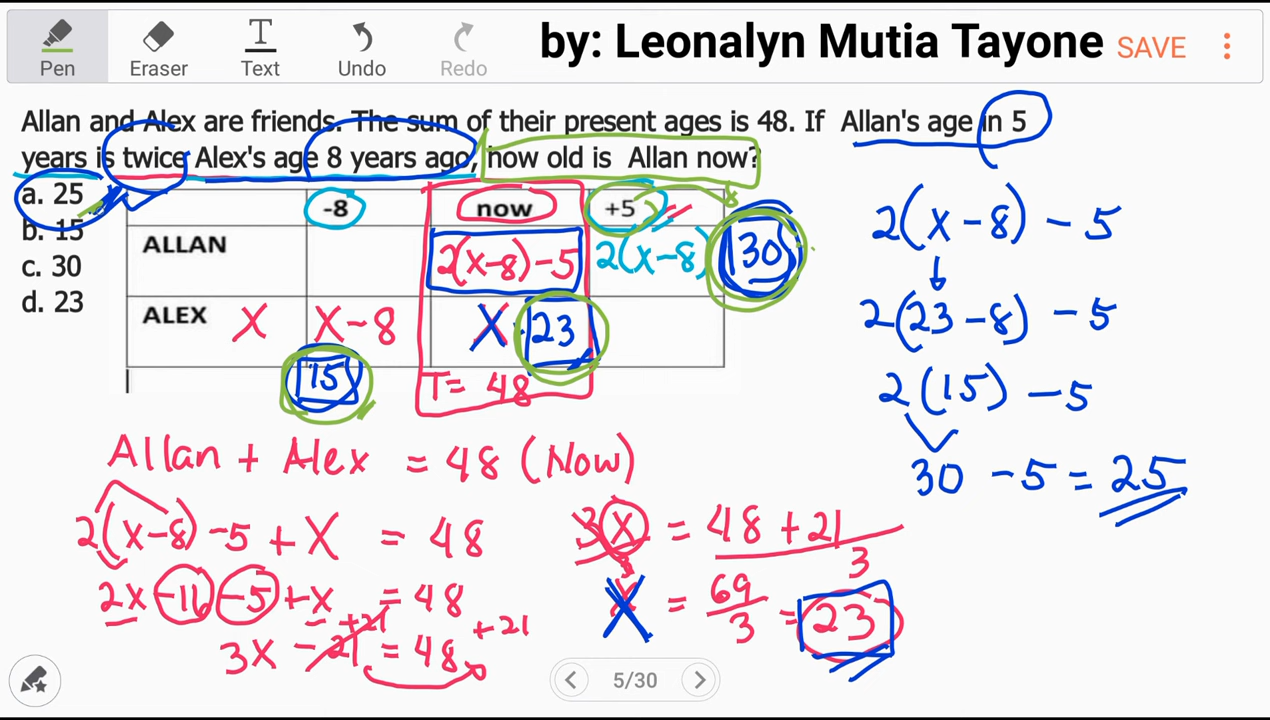 by: Leonalyn Mutia Tayone
SAVE
Pen
Eraser
T
Text
Undo
Redo
Allan and Alex are friends. The sum of their present ages is 48. If Allan's age in 5
years is twice Alex's age 8 years ago, how old is Allan now?
a. 25
b. 15
c. 30
d. 23
-8 now +5
ALLAN 2(x-8)-5 2(x-8) 30
ALEX X X-8 X 23
15 T= 48
Allan + Alex = 48 (Now)
2(x-8)-5+X = 48
2x-16-5+x = 48
+21 +21
3X -21 = 48
3X = 48+21
3
X = 69/3 = 23
2(x-8)-5
2(23-8)-5
2(15)-5
30-5=25
5/30